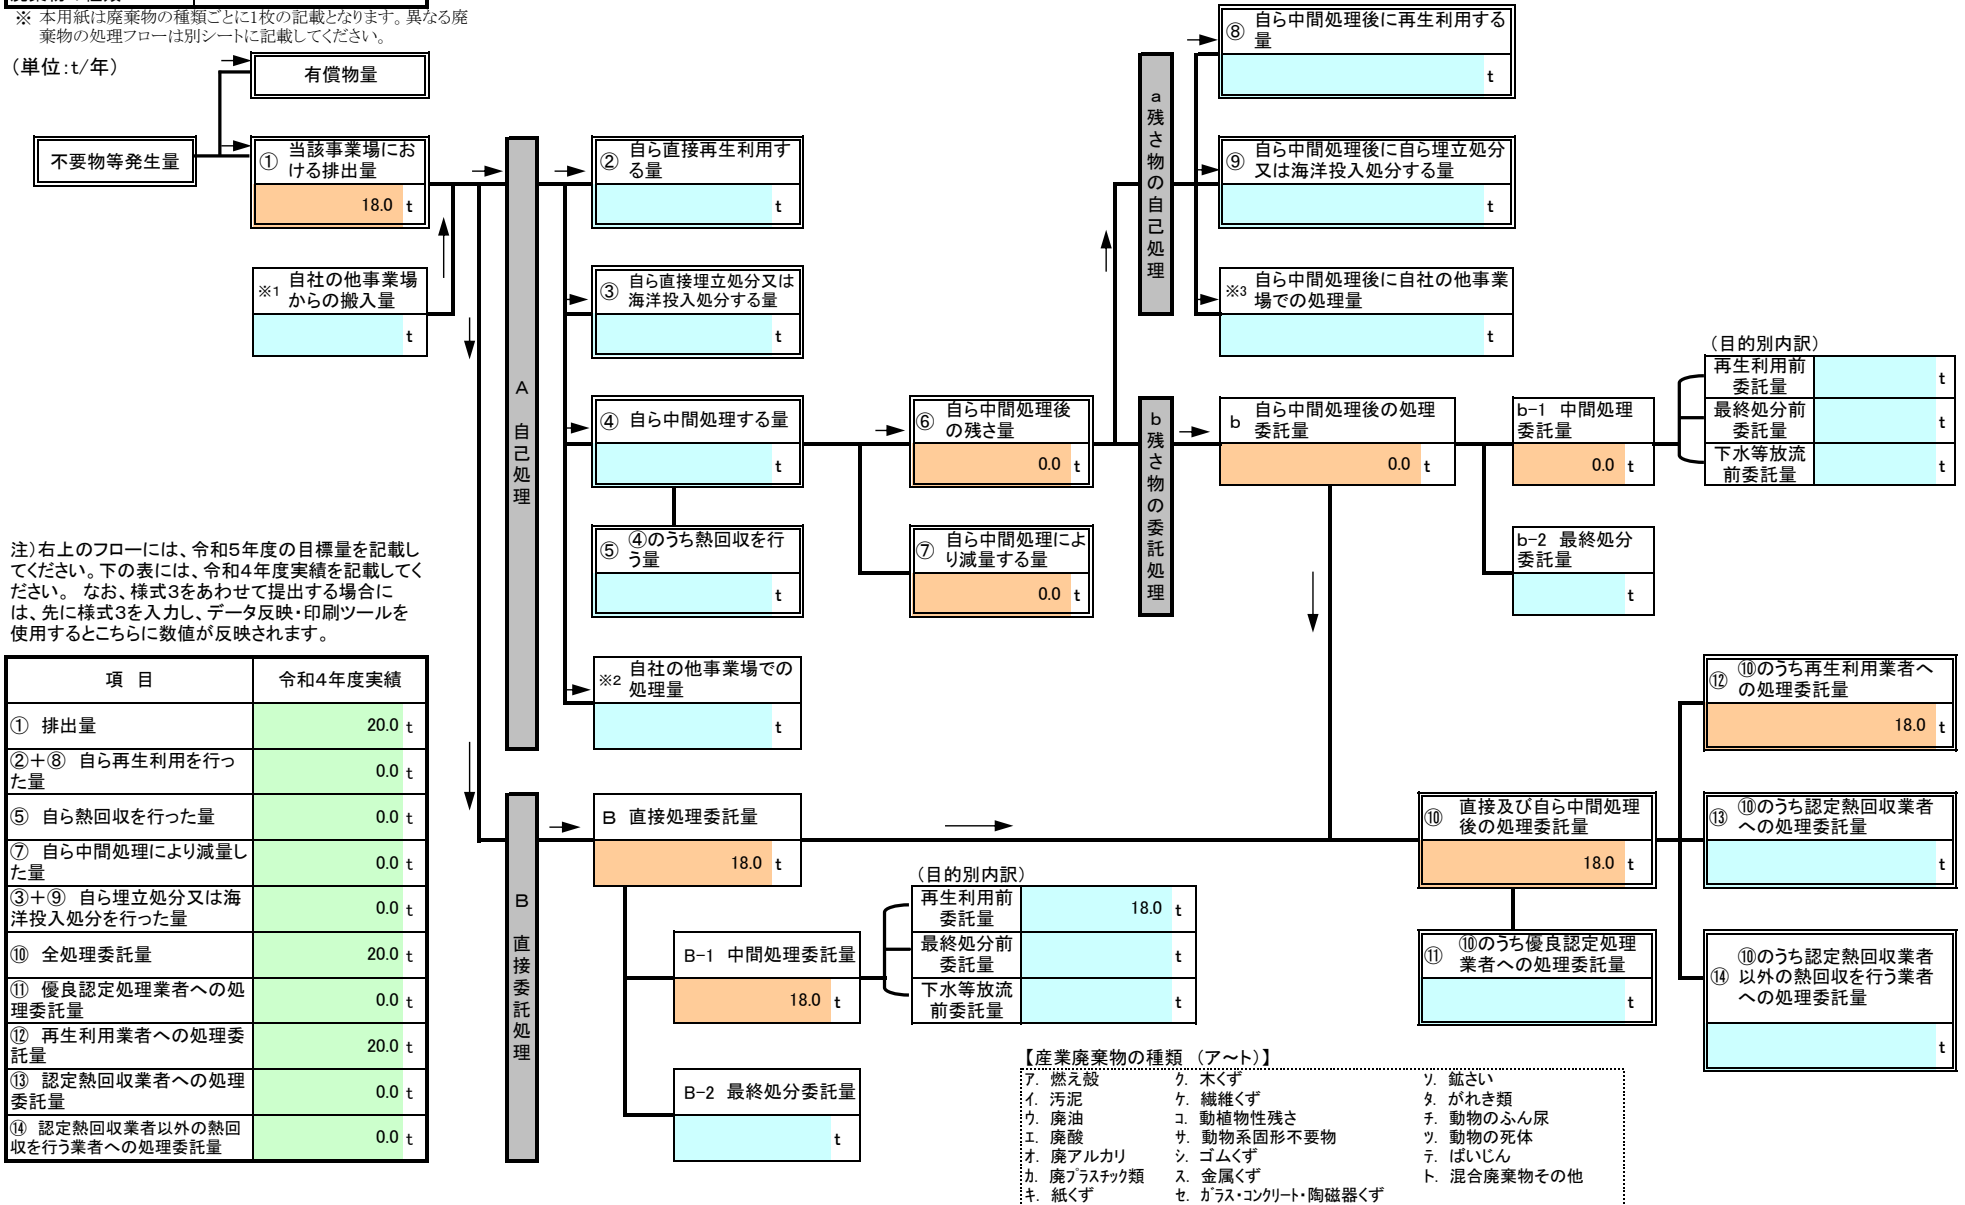 ※ 本用紙は廃棄物の種類ごとに1枚の記載となります。異なる廃
棄物の処理フローは別シートに記載してください。
（単位：t/年）
有償物量
不要物等発生量
① 当該事業場にお
ける排出量
18.0 t
※1 自社の他事業場
からの搬入量
t
A 自己処理
② 自ら直接再生利用す
る量
t
③ 自ら直接埋立処分又は
海洋投入処分する量
t
④ 自ら中間処理する量
t
⑤ ④のうち熱回収を行
う量
t
※2 自社の他事業場での
処理量
t
⑥ 自ら中間処理後
の残さ量
0.0 t
⑦ 自ら中間処理によ
り減量する量
0.0 t
a 残さ物の自己処理
⑧ 自ら中間処理後に再生利用する
量
t
⑨ 自ら中間処理後に自ら埋立処分
又は海洋投入処分する量
t
※3 自ら中間処理後に自社の他事業
場での処理量
t
b 残さ物の委託処理
b 自ら中間処理後の処理
委託量
0.0 t
b-1 中間処理
委託量
0.0 t
b-2 最終処分
委託量
t
（目的別内訳）
再生利用前
委託量
t
最終処分前
委託量
t
下水等放流
前委託量
t
注）右上のフローには、令和5年度の目標量を記載し
てください。下の表には、令和4年度実績を記載してく
ださい。 なお、様式3をあわせて提出する場合に
は、先に様式3を入力し、データ反映・印刷ツールを
使用するとこちらに数値が反映されます。
項 目 令和4年度実績
① 排出量 20.0 t
②＋⑧ 自ら再生利用を行っ
た量 0.0 t
⑤ 自ら熱回収を行った量 0.0 t
⑦ 自ら中間処理により減量し
た量 0.0 t
③＋⑨ 自ら埋立処分又は海
洋投入処分を行った量 0.0 t
⑩ 全処理委託量 20.0 t
⑪ 優良認定処理業者への処
理委託量 0.0 t
⑫ 再生利用業者への処理委
託量 20.0 t
⑬ 認定熱回収業者への処理
委託量 0.0 t
⑭ 認定熱回収業者以外の熱回
収を行う業者への処理委託量 0.0 t
B 直接委託処理
B 直接処理委託量
18.0 t
B-1 中間処理委託量
18.0 t
B-2 最終処分委託量
t
（目的別内訳）
再生利用前
委託量
18.0 t
最終処分前
委託量
t
下水等放流
前委託量
t
⑩ 直接及び自ら中間処理
後の処理委託量
18.0 t
⑪ ⑩のうち優良認定処理
業者への処理委託量
t
⑫ ⑩のうち再生利用業者へ
の処理委託量
18.0 t
⑬ ⑩のうち認定熱回収業者
への処理委託量
t
⑭ ⑩のうち認定熱回収業者
以外の熱回収を行う業者
への処理委託量
t
【産業廃棄物の種類 （ア～ト）】
ア. 燃え殻 ク. 木くず ソ. 鉱さい
イ. 汚泥 ケ. 繊維くず タ. がれき類
ウ. 廃油 コ. 動植物性残さ チ. 動物のふん尿
エ. 廃酸 サ. 動物系固形不要物 ツ. 動物の死体
オ. 廃アルカリ シ. ゴムくず テ. ばいじん
カ. 廃プラスチック類 ス. 金属くず ト. 混合廃棄物その他
キ. 紙くず セ. ガラス・コンクリート・陶磁器くず